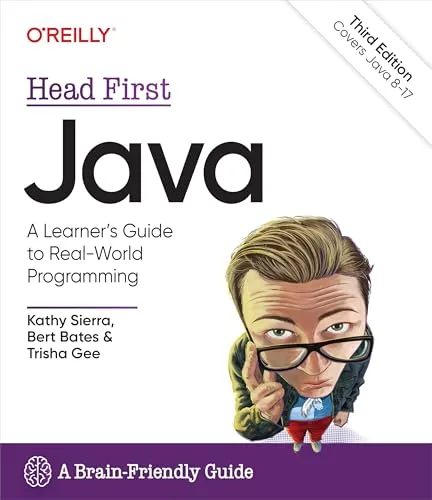 O'REILLY®
Third Edition
Covers Java 8-17
Head First
Java
A Learner's Guide
to Real-World
Programming
Kathy Sierra,
Bert Bates &
Trisha Gee
A Brain-Friendly Guide